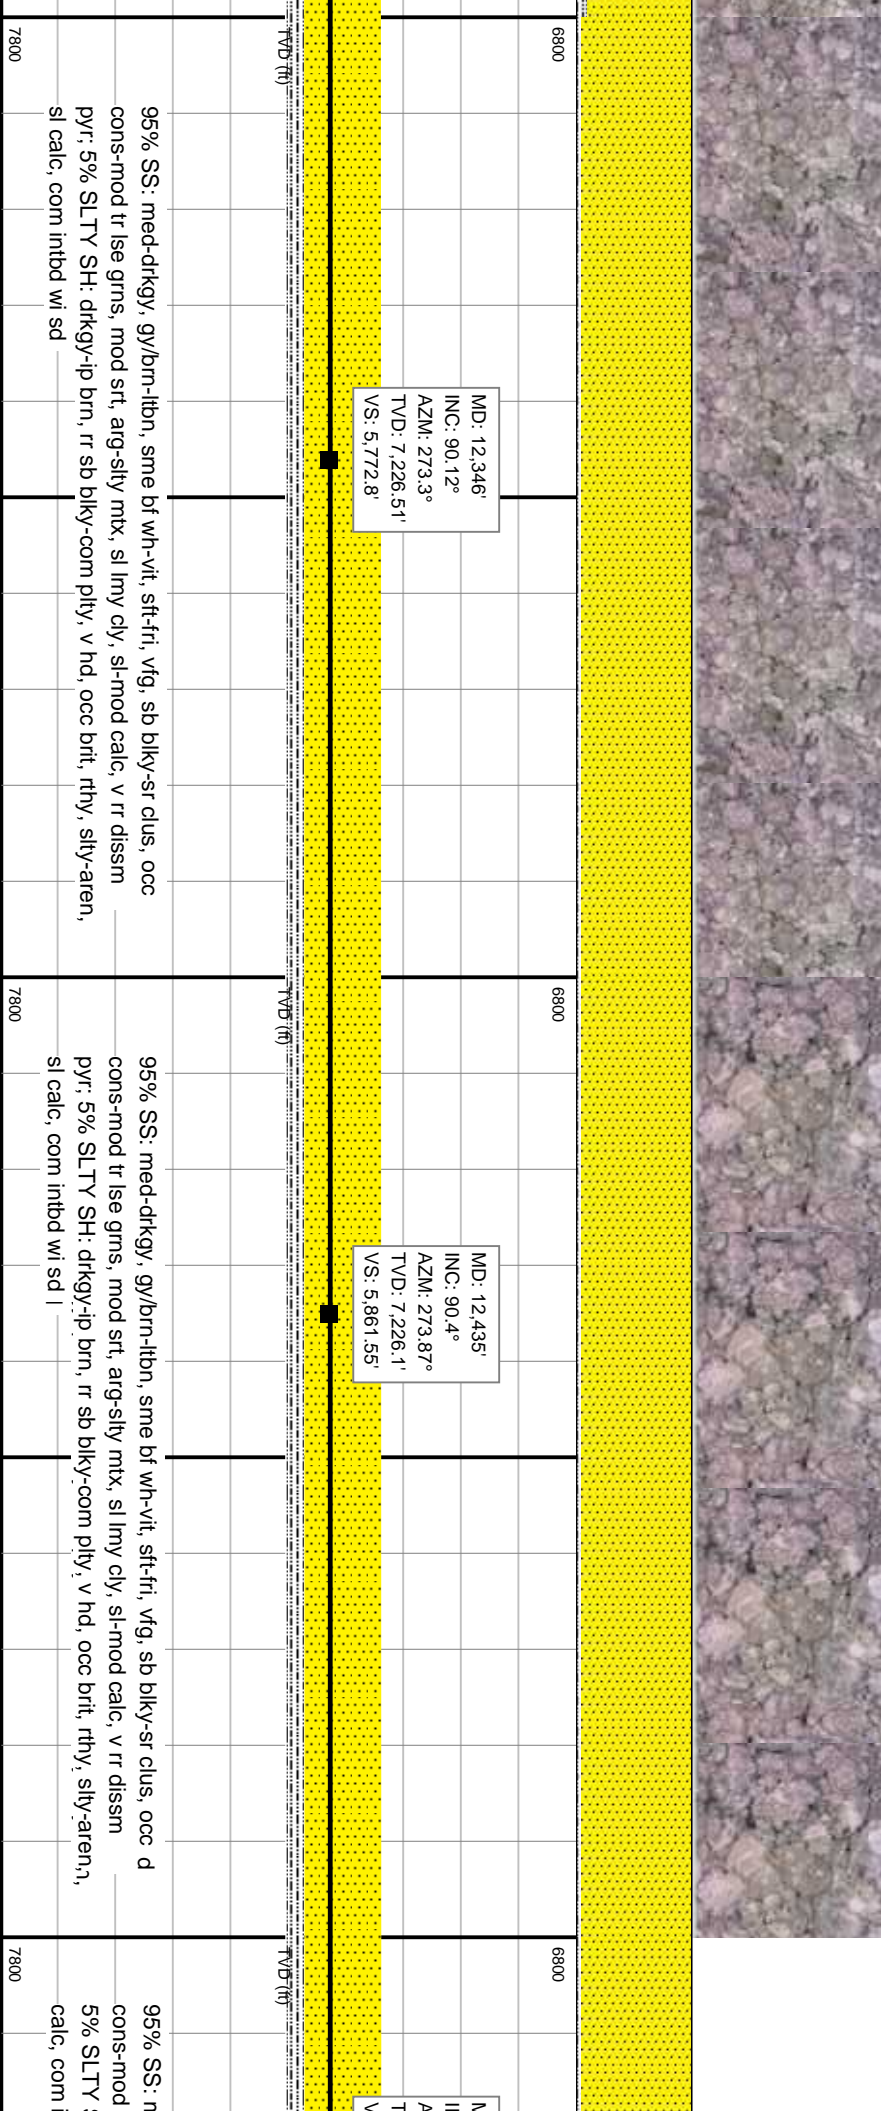 6800
TVD (ft)
7800
MD: 12,346'
INC: 90.12°
AZM: 273.3°
TVD: 7,226.51'
VS: 5,772.8'
95% SS: med-drkgy, gy/brn-ltbn, sme bf wh-vit, sft-fri, vfg, sb blky-sr clus, occ
cons-mod tr lse grns, mod srt, arg-slty mtx, sl lmy cly, sl-mod calc, v rr dissm
pyr; 5% SLTY SH: drkgy-ip brn, rr sb blky-com plty, v hd, occ brit, rthy, slty-aren,
sl calc, com intbd wi sd
6800
TVD (ft)
7800
MD: 12,435'
INC: 90.4°
AZM: 273.87°
TVD: 7,226.1'
VS: 5,861.55'
95% SS: med-drkgy, gy/brn-ltbn, sme bf wh-vit, sft-fri, vfg, sb blky-sr clus, occ d
cons-mod tr lse grns, mod srt, arg-slty mtx, sl lmy cly, sl-mod calc, v rr dissm
pyr; 5% SLTY SH: drkgy-ip brn, rr sb blky-com plty, v hd, occ brit, rthy, slty-aren,
sl calc, com intbd wi sd
6800
TVD (ft)
7800
95% SS:
cons-mod
5% SLTY
calc, com